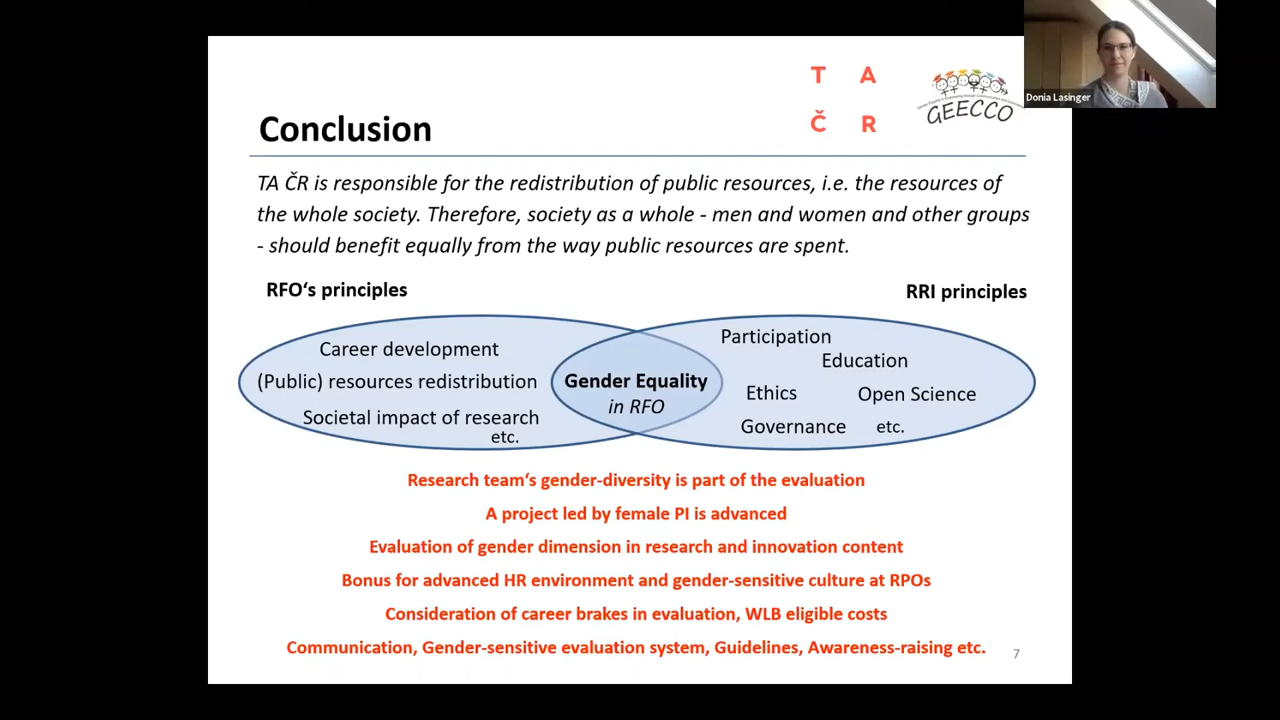 T A
Č R
GEECCO
Donia Lasinger
Conclusion
TA ČR is responsible for the redistribution of public resources, i.e. the resources of
the whole society. Therefore, society as a whole - men and women and other groups
- should benefit equally from the way public resources are spent.
RFO‘s principles
RRI principles
Career development
(Public) resources redistribution
Societal impact of research
etc.
Gender Equality
in RFO
Participation
Education
Ethics
Open Science
Governance
etc.
Research team‘s gender-diversity is part of the evaluation
A project led by female PI is advanced
Evaluation of gender dimension in research and innovation content
Bonus for advanced HR environment and gender-sensitive culture at RPOs
Consideration of career brakes in evaluation, WLB eligible costs
Communication, Gender-sensitive evaluation system, Guidelines, Awareness-raising etc.
7